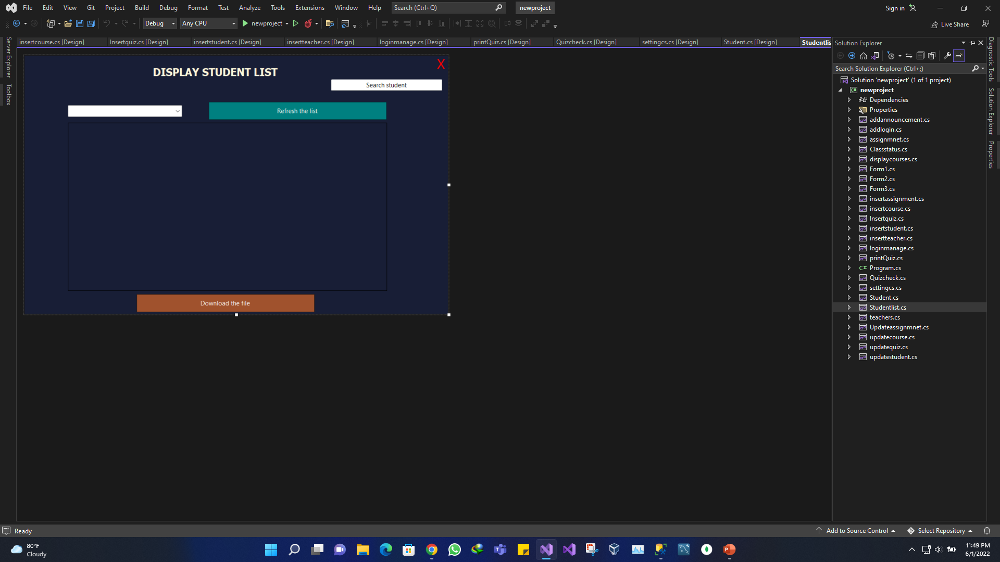 File Edit View Git Project Build Debug Format Test Analyze Tools Extensions Window Help Search (Ctrl+Q) newproject Sign in
Debug Any CPU newproject Live Share
insertcourse.cs [Design] Insertquiz.cs [Design] insertstudent.cs [Design] insertteacher.cs [Design] loginmanage.cs [Design] printQuiz.cs [Design] Quizcheck.cs [Design] settingcs.cs [Design] Student.cs [Design] Studentlis
Server Explorer
Toolbox
DISPLAY STUDENT LIST
X
Search student
Refresh the list
Download the file
Solution Explorer
Search Solution Explorer (Ctrl+;)
Solution 'newproject' (1 of 1 project)
C# newproject
Dependencies
Properties
addannouncement.cs
addlogin.cs
assignmnet.cs
Classstatus.cs
displaycourses.cs
Form1.cs
Form2.cs
Form3.cs
insertassignment.cs
insertcourse.cs
Insertquiz.cs
insertstudent.cs
insertteacher.cs
loginmanage.cs
printQuiz.cs
C# Program.cs
Quizcheck.cs
settingcs.cs
Student.cs
Studentlist.cs
teachers.cs
Updateassignmnet.cs
updatecourse.cs
updatequiz.cs
updatestudent.cs
Diagnostic Tools
Solution Explorer
Properties
Ready Add to Source Control Select Repository
80°F
Cloudy
11:49 PM
6/1/2022